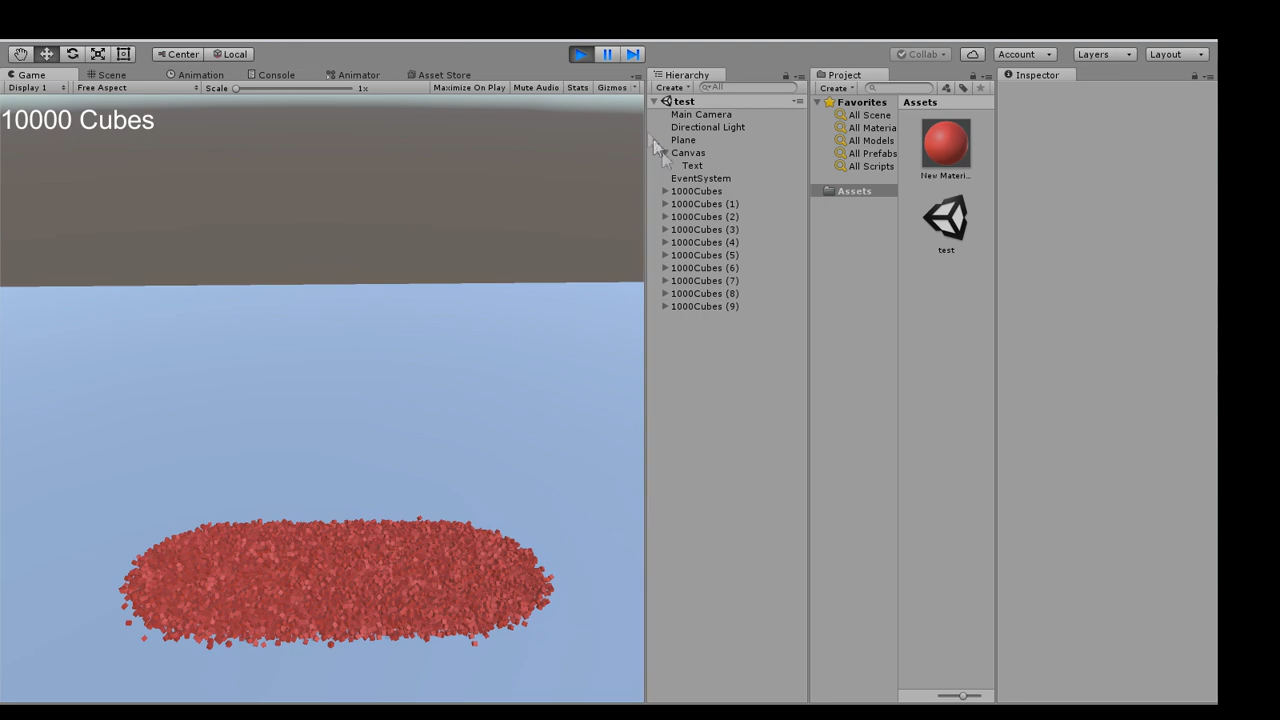 Center Local Collab Account Layers Layout
Game Scene Animation Console Animator Asset Store Hierarchy Project Inspector
Display 1 Free Aspect Scale 1x Maximize On Play Mute Audio Stats Gizmos Create All Create
10000 Cubes
test
Main Camera
Directional Light
Plane
Canvas
Text
EventSystem
1000Cubes
1000Cubes (1)
1000Cubes (2)
1000Cubes (3)
1000Cubes (4)
1000Cubes (5)
1000Cubes (6)
1000Cubes (7)
1000Cubes (8)
1000Cubes (9)
Favorites
All Scene
All Materia
All Models
All Prefabs
All Scripts
Assets
Assets
New Materi...
test